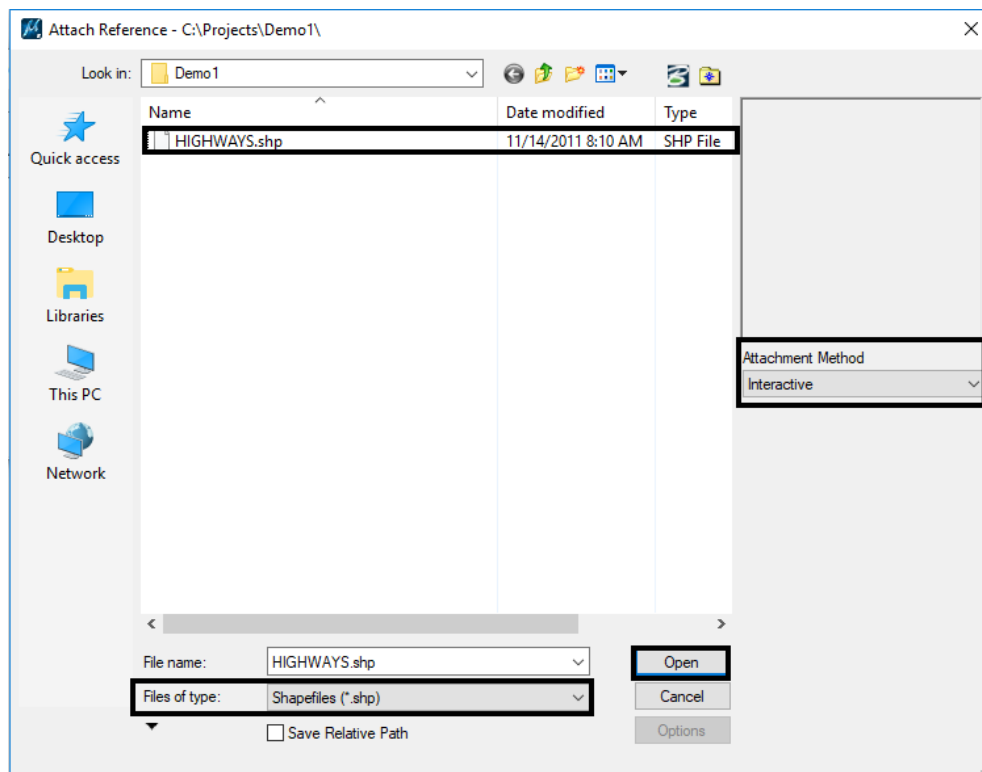 Attach Reference - C:\Projects\Demo1\
Look in: Demo1
Name Date modified Type
HIGHWAYS.shp 11/14/2011 8:10 AM SHP File
Quick access
Desktop
Libraries
This PC
Network
Attachment Method
Interactive
File name: HIGHWAYS.shp Open
Files of type: Shapefiles (*.shp) Cancel
Save Relative Path Options